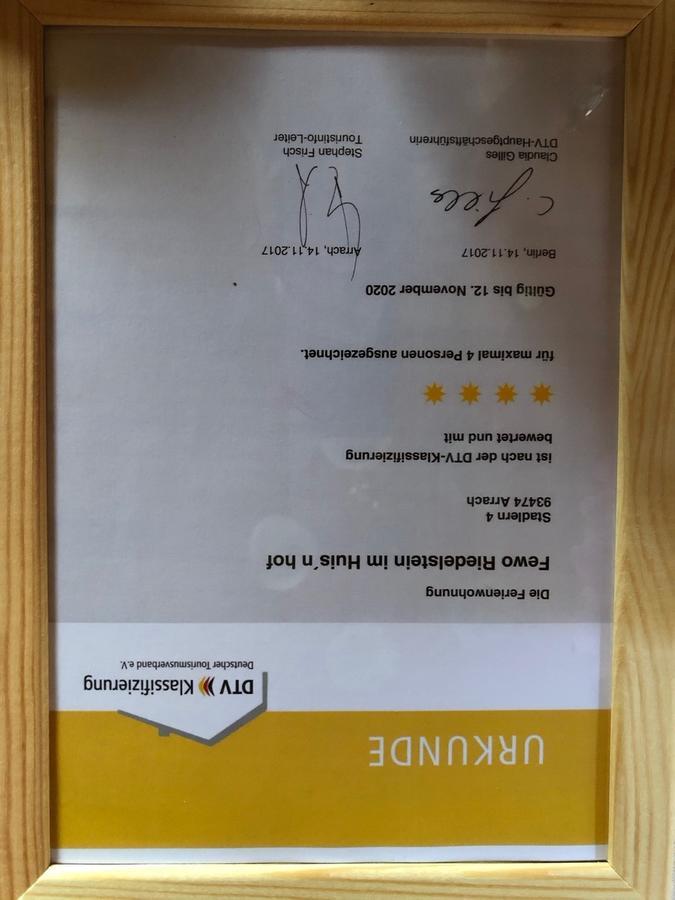 URKUNDE
DTV Klassifizierung
Deutscher Tourismusverband e.V.
Die Ferienwohnung
Fewo Riedelstein im Huis´n hof
Stadlern 4
93474 Arrach
ist nach der DTV-Klassifizierung
bewertet und mit
für maximal 4 Personen ausgezeichnet.
Gültig bis 12. November 2020
Berlin, 14.11.2017
Arrach, 14.11.2017
C. Gilles
Claudia Gilles
DTV-Hauptgeschäftsführerin
Stephan Frisch
Touristinfo-Leiter